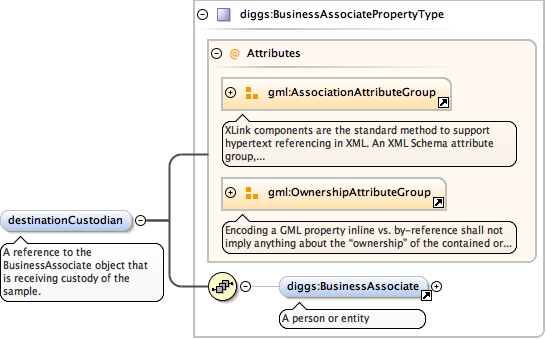 diggs:BusinessAssociatePropertyType
@ Attributes
gml:AssociationAttributeGroup
XLink components are the standard method to support
hypertext referencing in XML. An XML Schema attribute
group,...
gml:OwnershipAttributeGroup
Encoding a GML property inline vs. by-reference shall not
imply anything about the “ownership” of the contained or...
destinationCustodian
A reference to the
BusinessAssociate object that
is receiving custody of the
sample.
diggs:BusinessAssociate
A person or entity